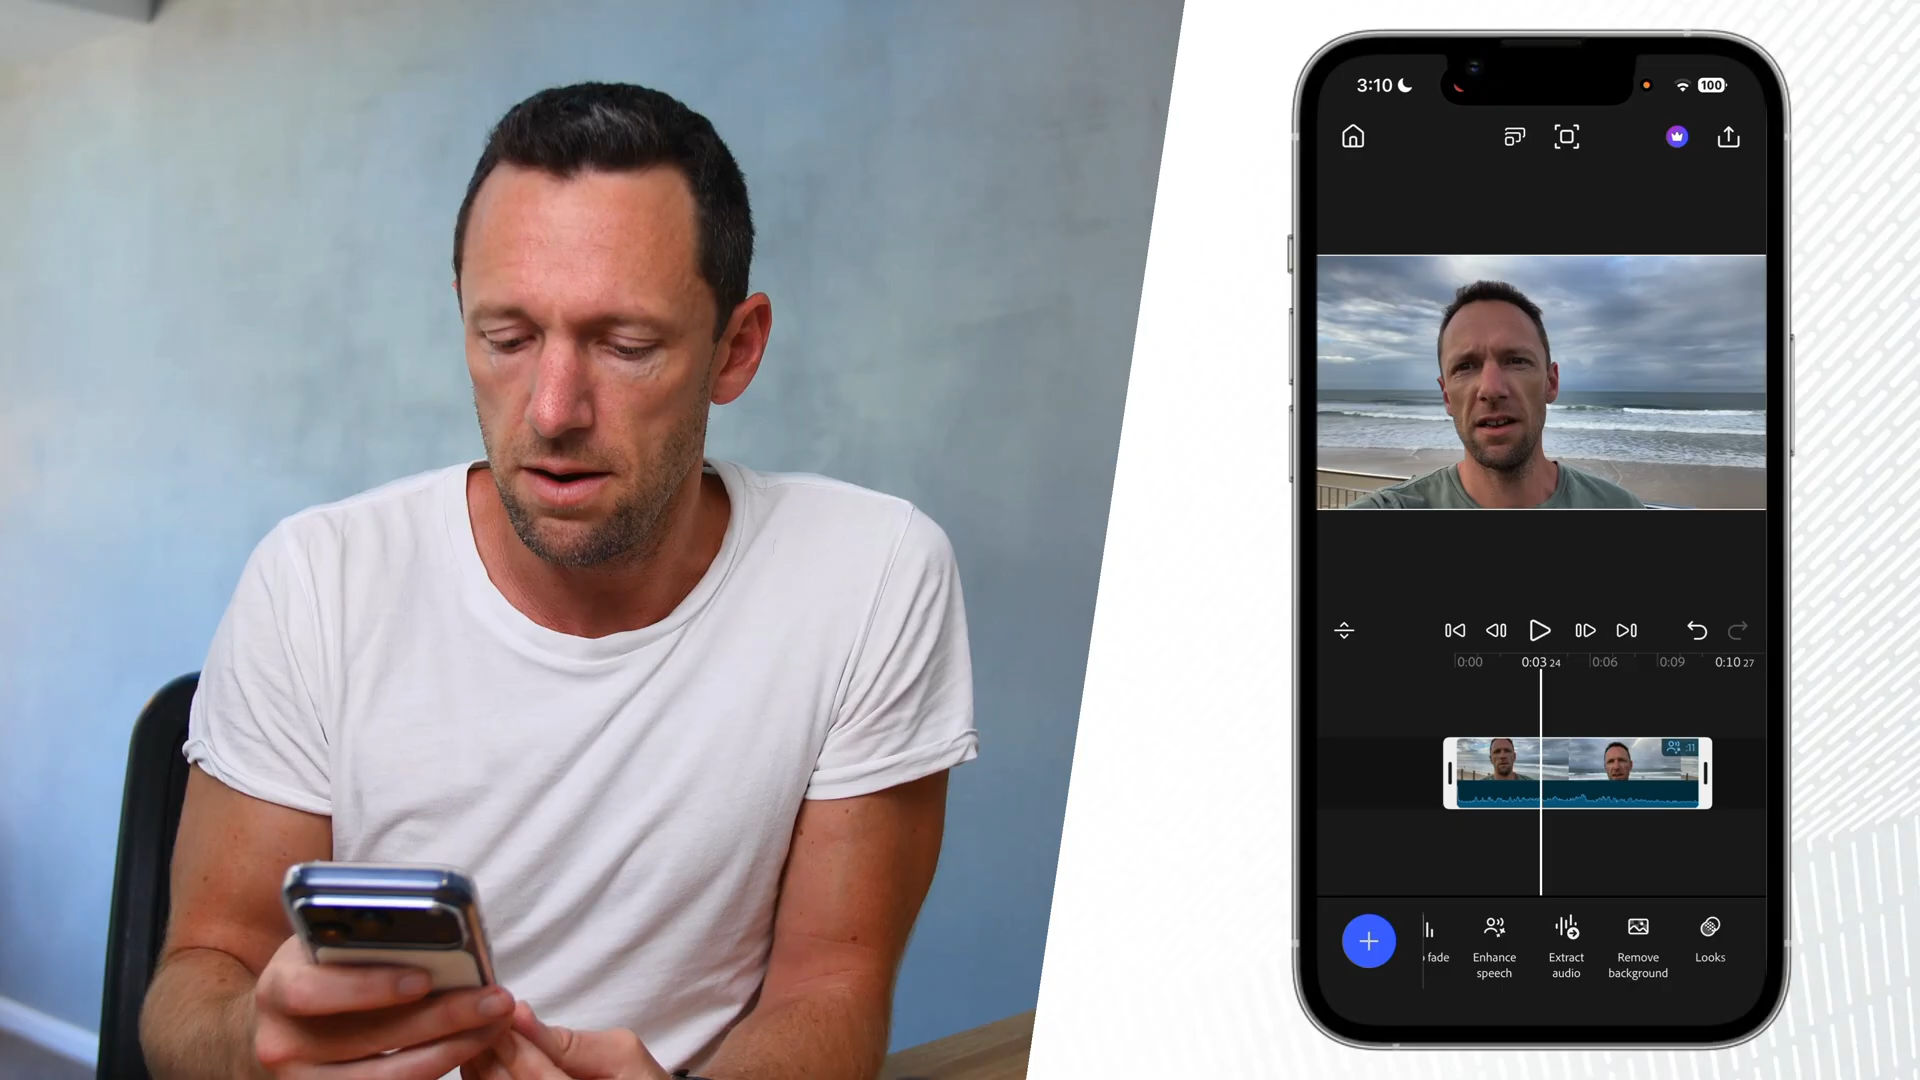 3:10
100
0:00
0:03 24
0:06
0:09
0:10 27
:11
fade
Enhance
speech
Extract
audio
Remove
background
Looks